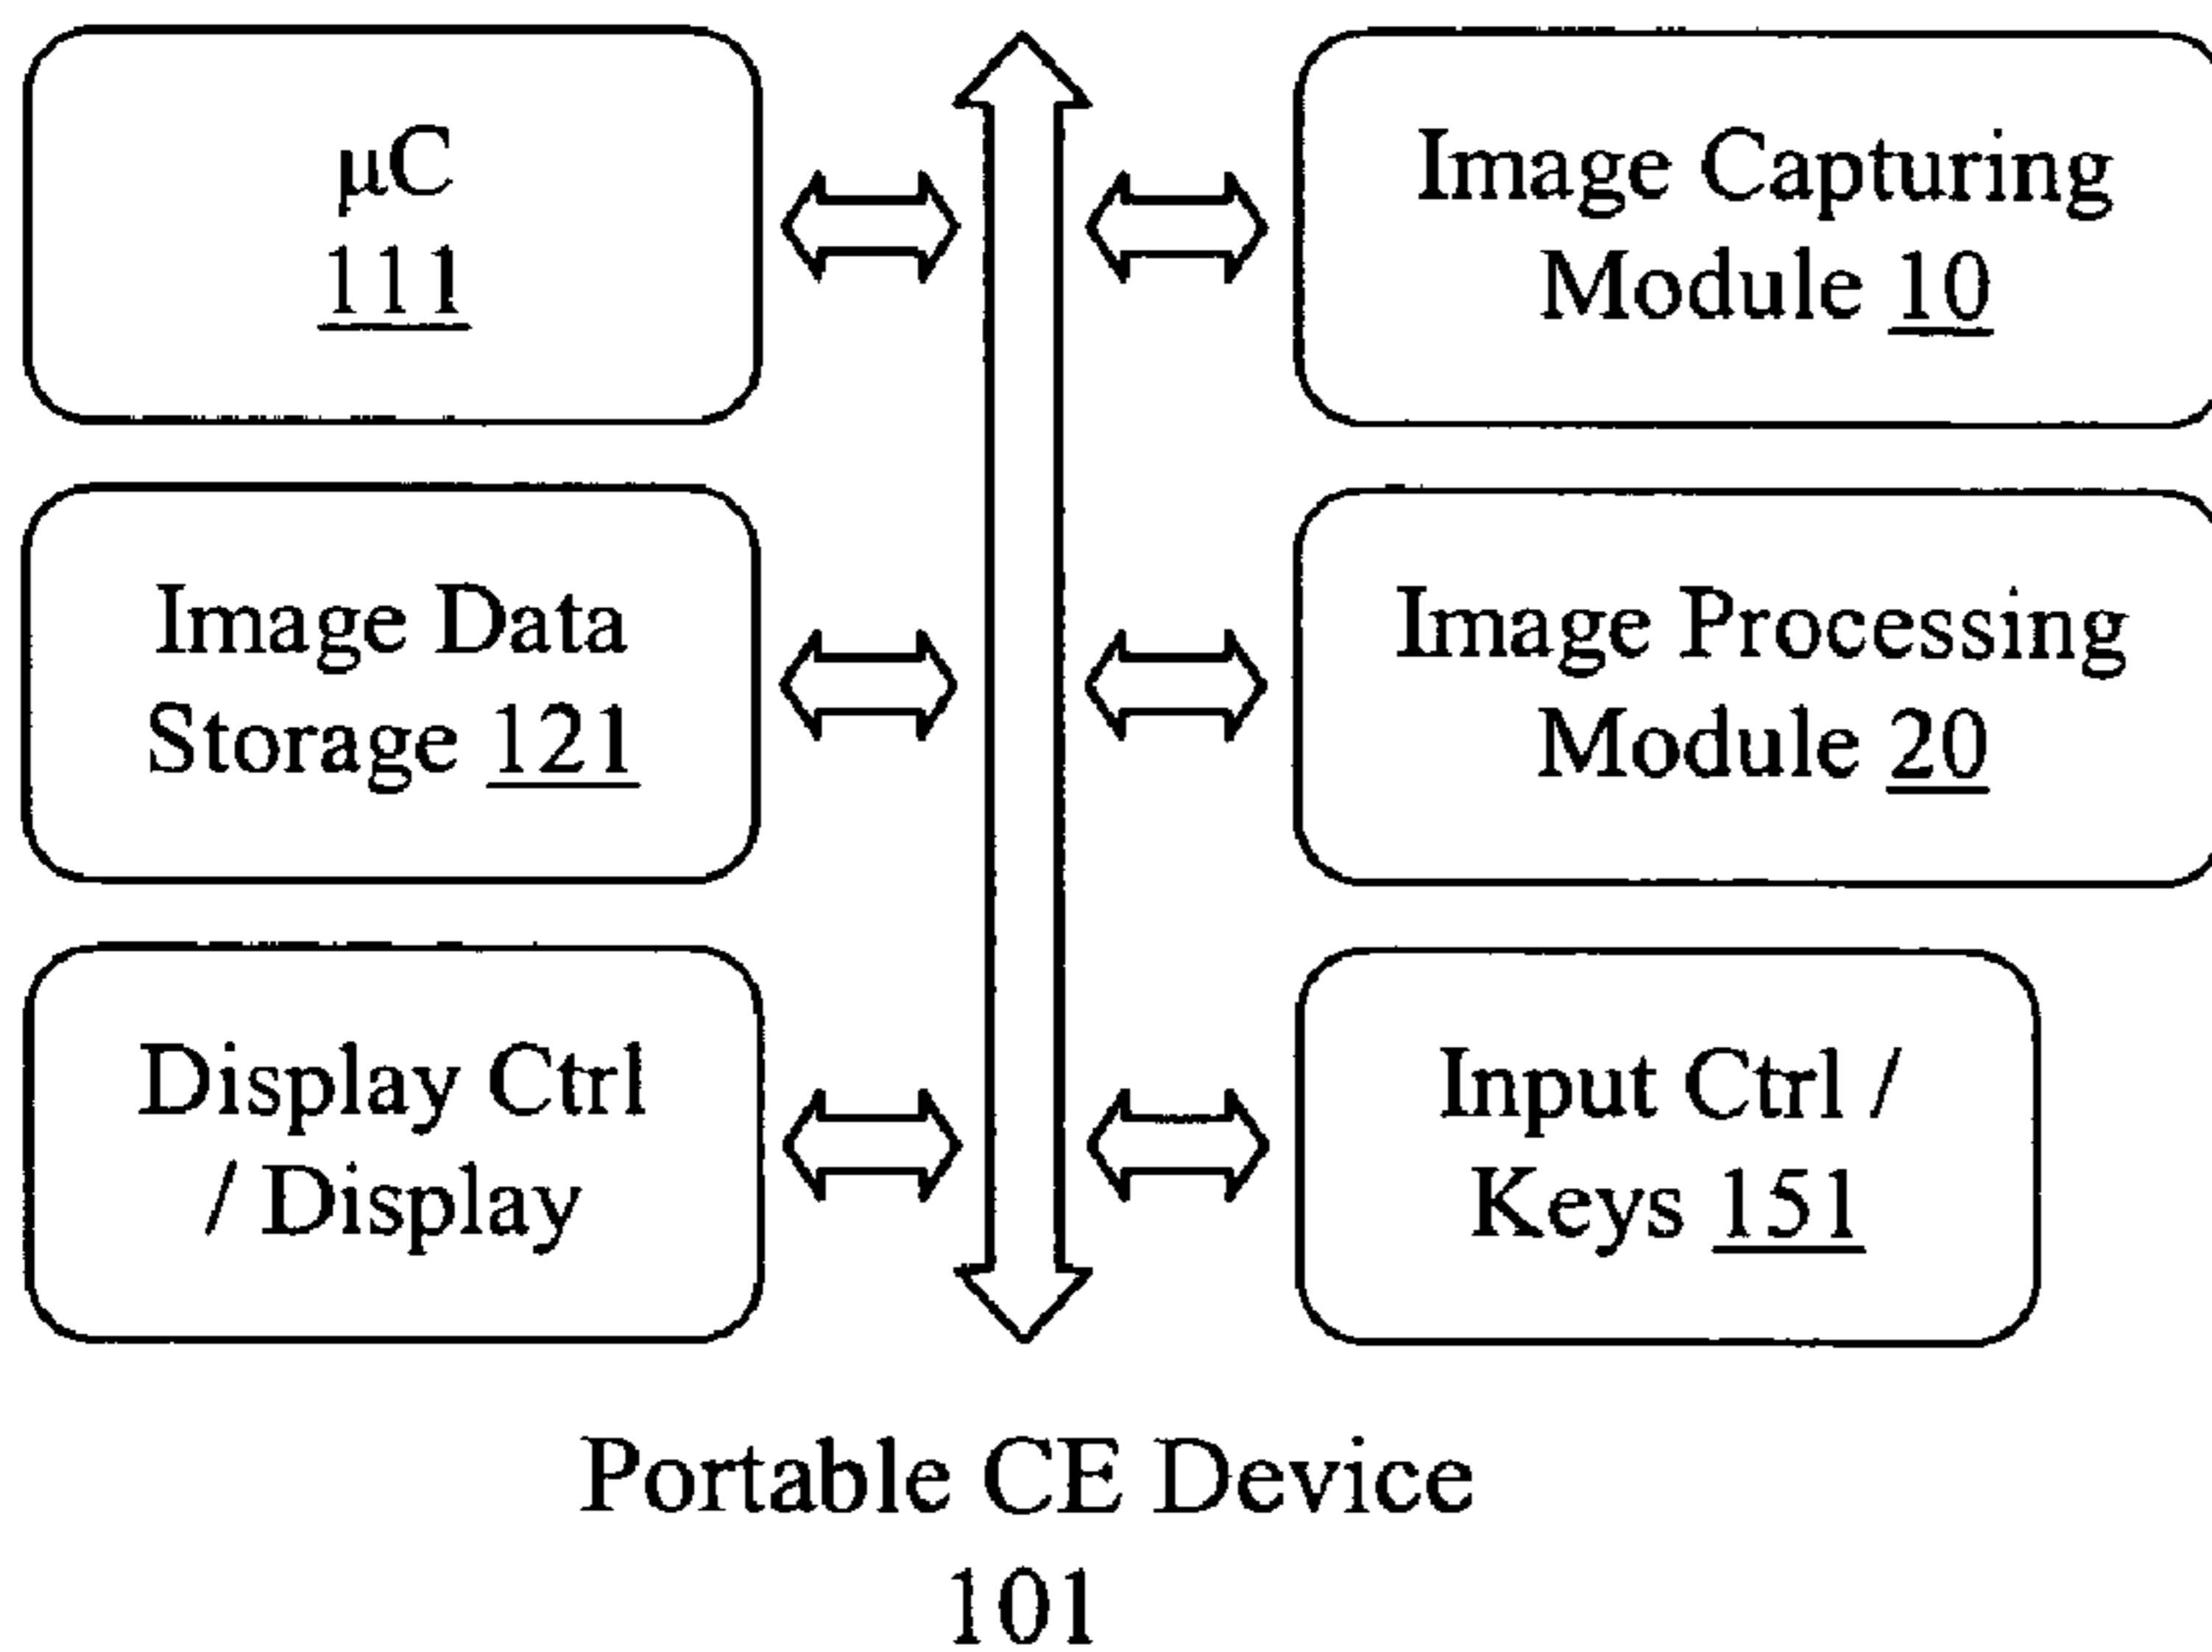 µC
111
Image Capturing
Module 10
Image Data
Storage 121
Image Processing
Module 20
Display Ctrl
/ Display
Input Ctrl /
Keys 151
Portable CE Device
101